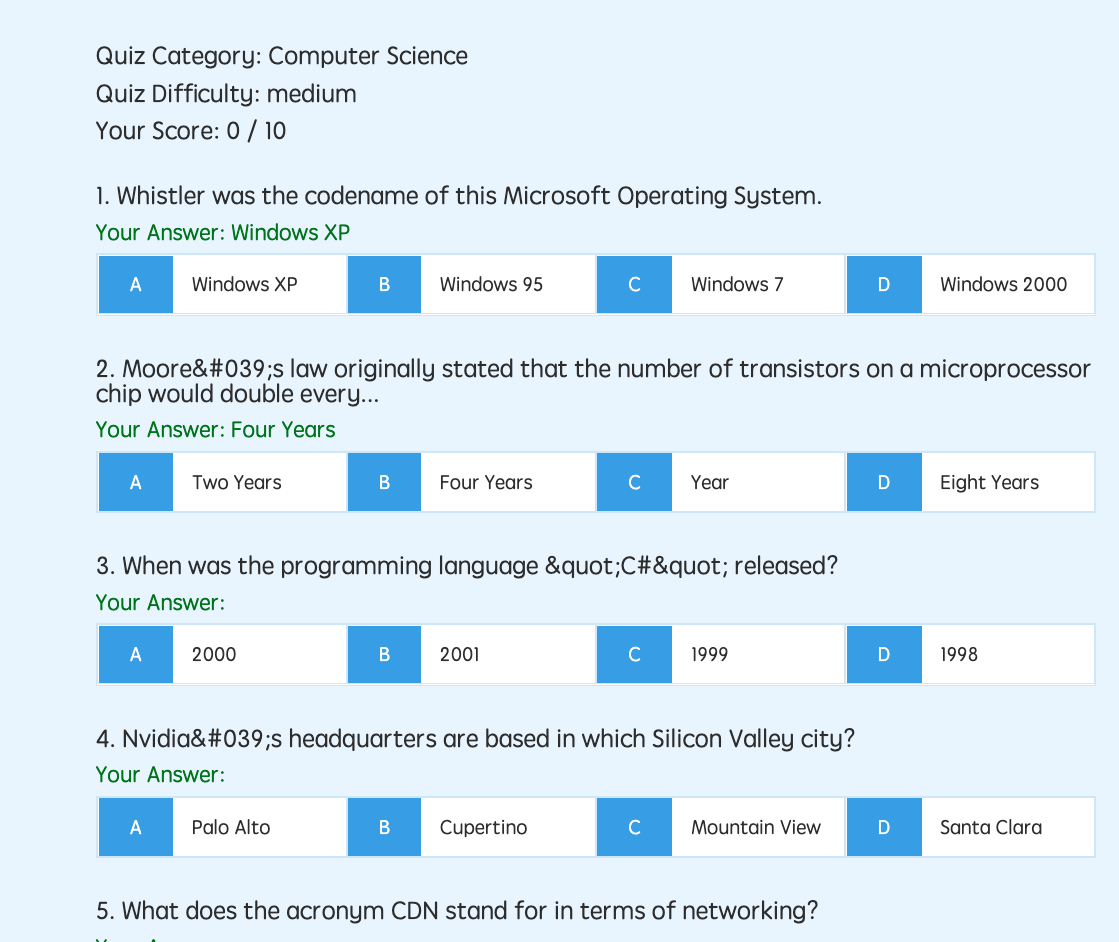 Quiz Category: Computer Science
Quiz Difficulty: medium
Your Score: 0 / 10
1. Whistler was the codename of this Microsoft Operating System.
Your Answer: Windows XP
A Windows XP B Windows 95 C Windows 7 D Windows 2000
2. Moore&#039;s law originally stated that the number of transistors on a microprocessor
chip would double every...
Your Answer: Four Years
A Two Years B Four Years C Year D Eight Years
3. When was the programming language &quot;C#&quot; released?
Your Answer:
A 2000 B 2001 C 1999 D 1998
4. Nvidia&#039;s headquarters are based in which Silicon Valley city?
Your Answer:
A Palo Alto B Cupertino C Mountain View D Santa Clara
5. What does the acronym CDN stand for in terms of networking?